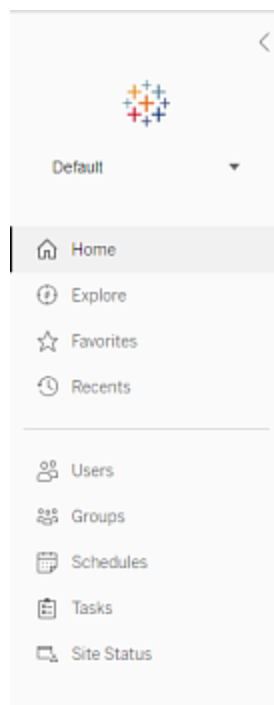 Default
Home
Explore
Favorites
Recents
Users
Groups
Schedules
Tasks
Site Status